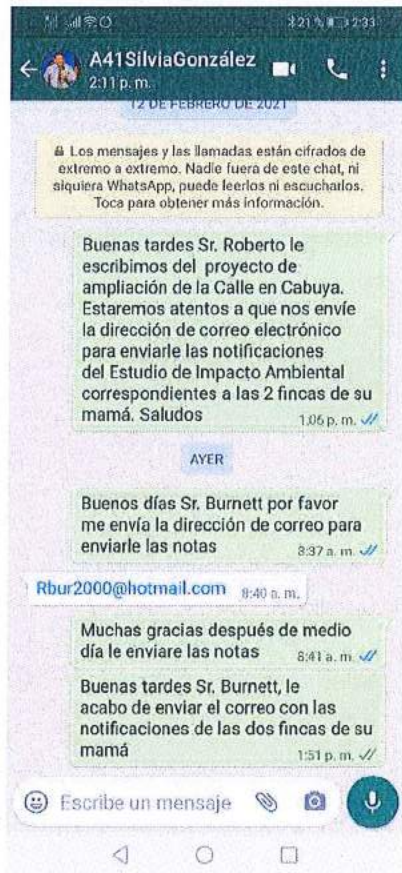 21 % 2:33
A41SilviaGonzález
2:11 p. m.
12 DE FEBRERO DE 2021
Los mensajes y las llamadas están cifrados de
extremo a extremo. Nadie fuera de este chat, ni
siquiera WhatsApp, puede leerlos ni escucharlos.
Toca para obtener más información.
Buenas tardes Sr. Roberto le
escribimos del proyecto de
ampliación de la Calle en Cabuya.
Estaremos atentos a que nos envíe
la dirección de correo electrónico
para enviarle las notificaciones
del Estudio de Impacto Ambiental
correspondientes a las 2 fincas de su
mamá. Saludos
1:06 p. m.
AYER
Buenos días Sr. Burnett por favor
me envía la dirección de correo para
enviarle las notas
8:37 a. m.
Rbur2000@hotmail.com 8:40 a. m.
Muchas gracias después de medio
día le enviare las notas
8:41 a. m.
Buenas tardes Sr. Burnett, le
acabo de enviar el correo con las
notificaciones de las dos fincas de su
mamá
1:51 p. m.
Escribe un mensaje